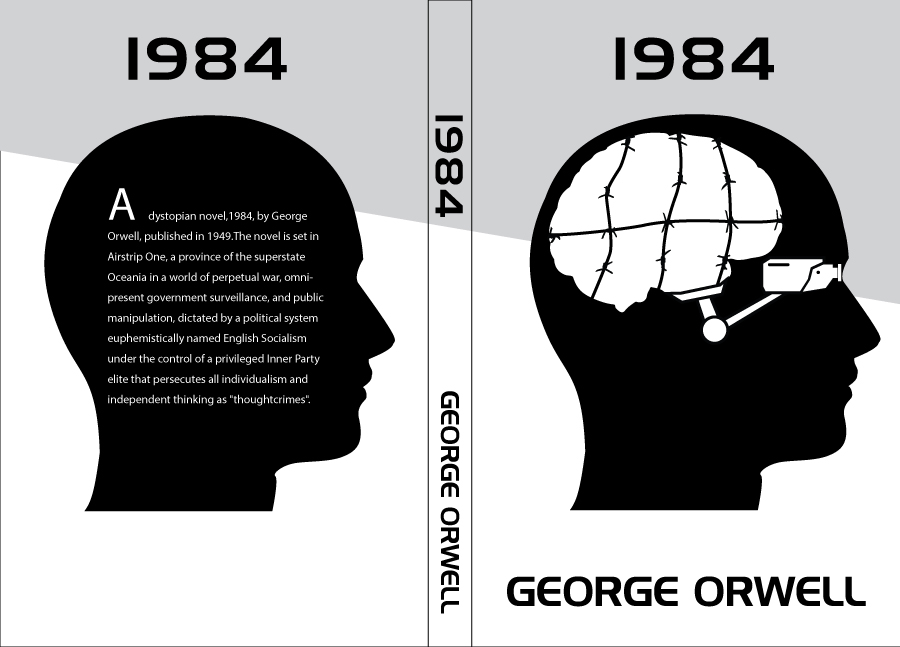 1984
A dystopian novel,1984, by George
Orwell, published in 1949.The novel is set in
Airstrip One, a province of the superstate
Oceania in a world of perpetual war, omni-
present government surveillance, and public
manipulation, dictated by a political system
euphemistically named English Socialism
under the control of a privileged Inner Party
elite that persecutes all individualism and
independent thinking as "thoughtcrimes".
1984
GEORGE ORWELL
1984
GEORGE ORWELL